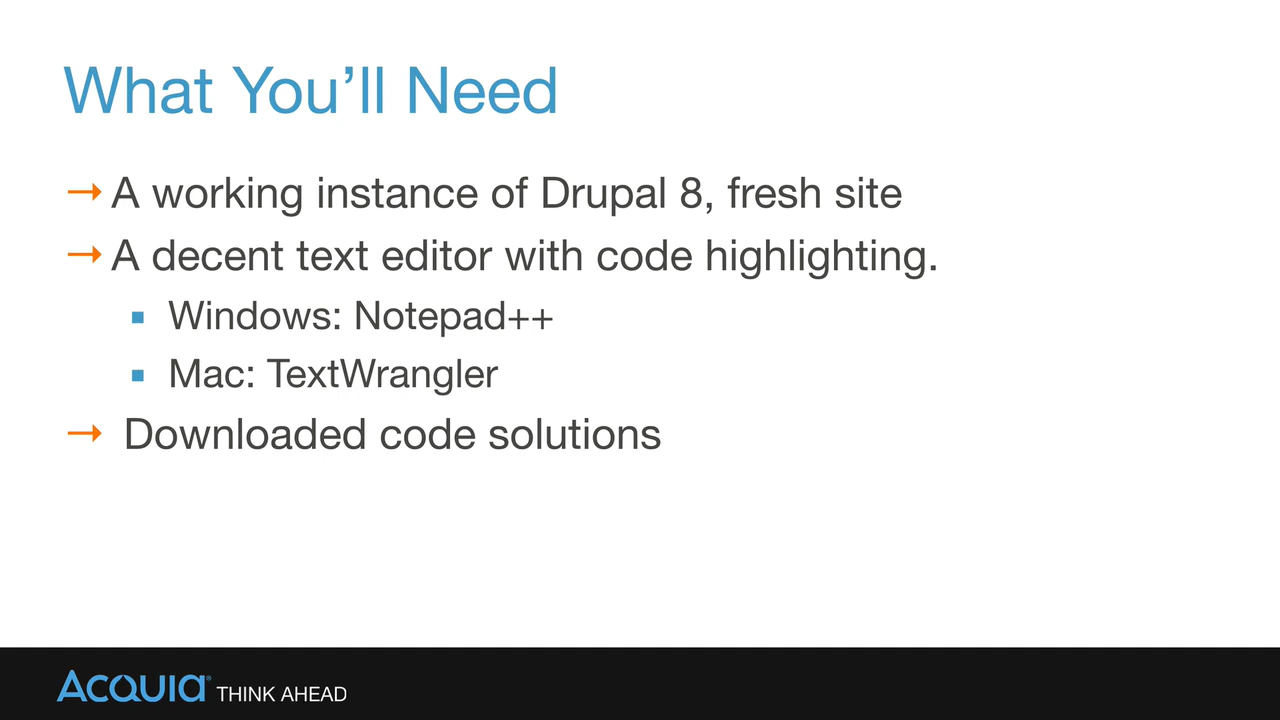 What You’ll Need
→ A working instance of Drupal 8, fresh site
→ A decent text editor with code highlighting.
▪ Windows: Notepad++
▪ Mac: TextWrangler
→ Downloaded code solutions
ACQUIA® THINK AHEAD